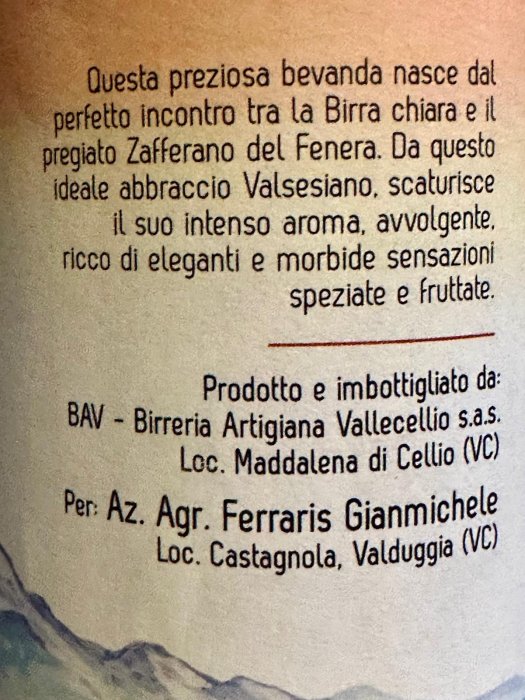 Questa preziosa bevanda nasce dal
perfetto incontro tra la Birra chiara e il
pregiato Zafferano del Fenera. Da questo
ideale abbraccio Valsesiano, scaturisce
il suo intenso aroma, avvolgente,
ricco di eleganti e morbide sensazioni
speziate e fruttate.
Prodotto e imbottigliato da:
BAV - Birreria Artigiana Vallecellio s.a.s.
Loc. Maddalena di Cellio (VC)
Per: Az. Agr. Ferraris Gianmichele
Loc. Castagnola, Valduggia (VC)